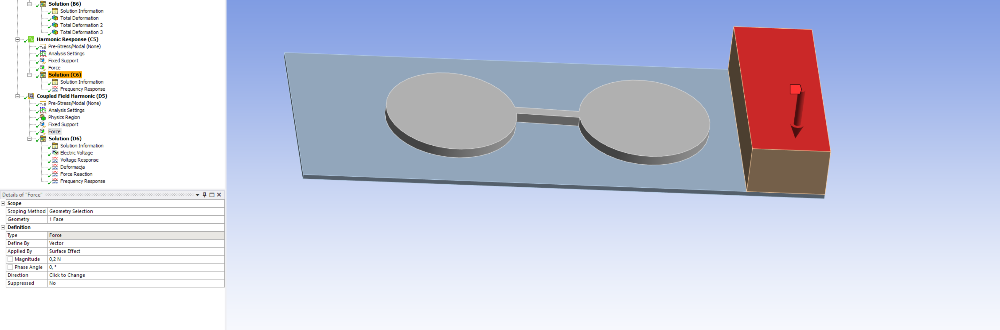 Solution (B6)
Solution Information
Total Deformation
Total Deformation 2
Total Deformation 3
Harmonic Response (C5)
T=0 Pre-Stress/Modal (None)
Analysis Settings
Fixed Support
Force
Solution (C6)
Solution Information
Frequency Response
Coupled Field Harmonic (D5)
T=0 Pre-Stress/Modal (None)
Analysis Settings
Physics Region
Fixed Support
Force
Solution (D6)
Solution Information
Electric Voltage
Voltage Response
Deformacja
Force Reaction
Frequency Response
Details of "Force"
Scope
Scoping Method Geometry Selection
Geometry 1 Face
Definition
Type Force
Define By Vector
Applied By Surface Effect
Magnitude 0,2 N
Phase Angle 0, °
Direction Click to Change
Suppressed No